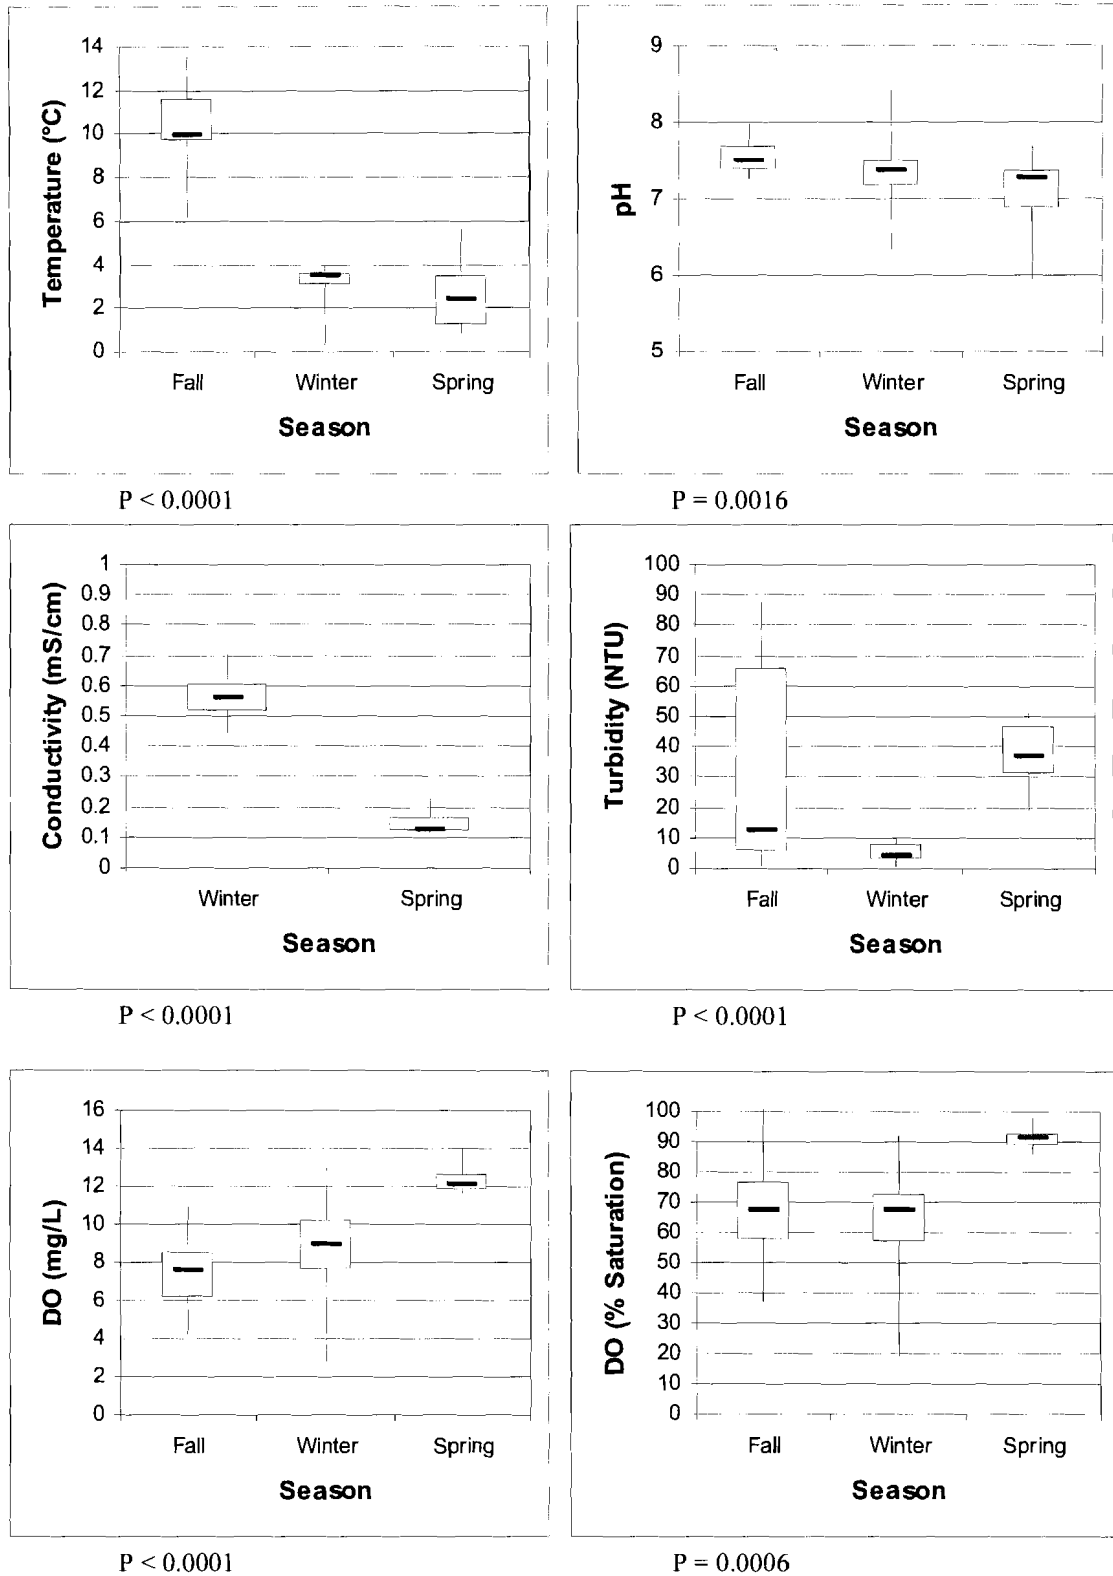 14
12
10
8
6
4
2
0
Temperature (°C)
Fall Winter Spring
Season
P < 0.0001
9
8
7
6
5
pH
Fall Winter Spring
Season
P = 0.0016
1
0.9
0.8
0.7
0.6
0.5
0.4
0.3
0.2
0.1
0
Conductivity (mS/cm)
Winter Spring
Season
P < 0.0001
100
90
80
70
60
50
40
30
20
10
0
Turbidity (NTU)
Fall Winter Spring
Season
P < 0.0001
16
14
12
10
8
6
4
2
0
DO (mg/L)
Fall Winter Spring
Season
P < 0.0001
100
90
80
70
60
50
40
30
20
10
0
DO (% Saturation)
Fall Winter Spring
Season
P = 0.0006